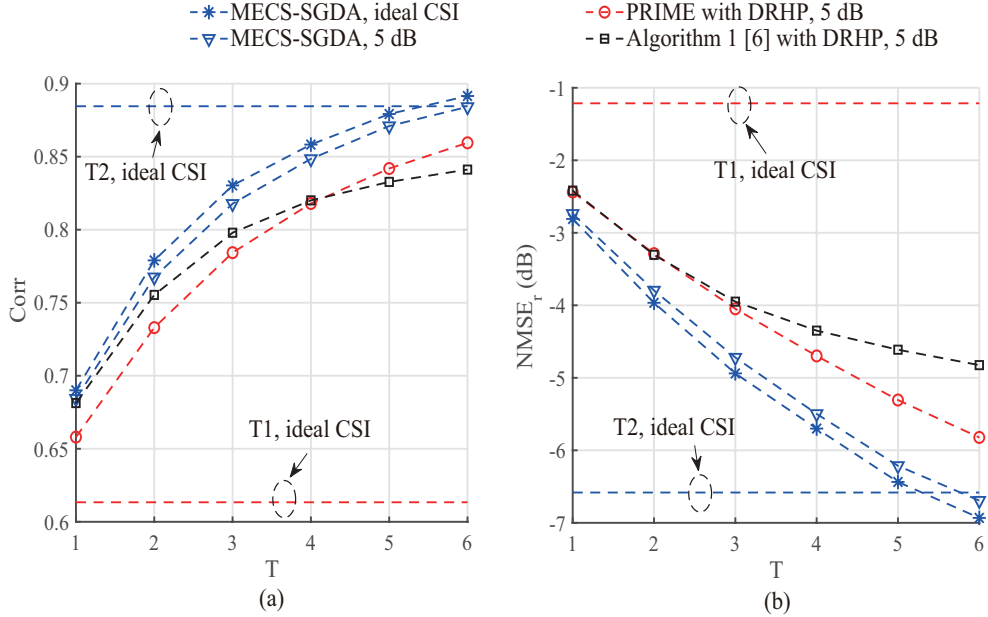 MECS-SGDA, ideal CSI
MECS-SGDA, 5 dB
PRIME with DRHP, 5 dB
Algorithm 1 [6] with DRHP, 5 dB
0.9
0.85
0.8
0.75
0.7
0.65
0.6
Corr
T2, ideal CSI
T1, ideal CSI
1 2 3 4 5 6
T
(a)
-1
-2
-3
-4
-5
-6
-7
NMSEr (dB)
T1, ideal CSI
T2, ideal CSI
1 2 3 4 5 6
T
(b)